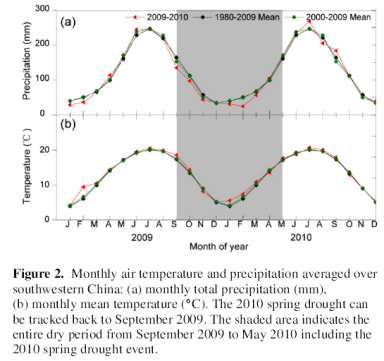 2009-2010 1980-2009 Mean 2000-2009 Mean
(a)
Precipitation (mm)
300
200
100
0
(b)
Temperature (℃)
20
10
0
J F M A M J J A S O N D J F M A M J J A S O N D
2009 2010
Month of year
Figure 2. Monthly air temperature and precipitation averaged over
southwestern China: (a) monthly total precipitation (mm),
(b) monthly mean temperature (°C). The 2010 spring drought can
be tracked back to September 2009. The shaded area indicates the
entire dry period from September 2009 to May 2010 including the
2010 spring drought event.